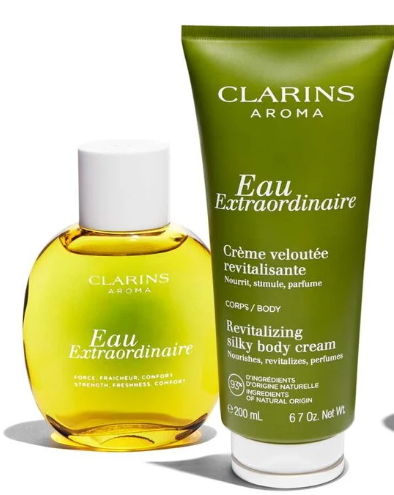 CLARINS
AROMA
Eau
Extraordinaire
FORCE, FRAICHEUR, CONFORT
STRENGTH, FRESHNESS, COMFORT
CLARINS
AROMA
Eau
Extraordinaire
Crème veloutée
revitalisante
Nourrit, stimule, parfume
CORPS / BODY
Revitalizing
silky body cream
Nourishes, revitalizes, perfumes
D'INGRÉDIENTS
D'ORIGINE NATURELLE
INGREDIENTS
OF NATURAL ORIGIN
℮200 mL 6 7 Oz. Net Wt.